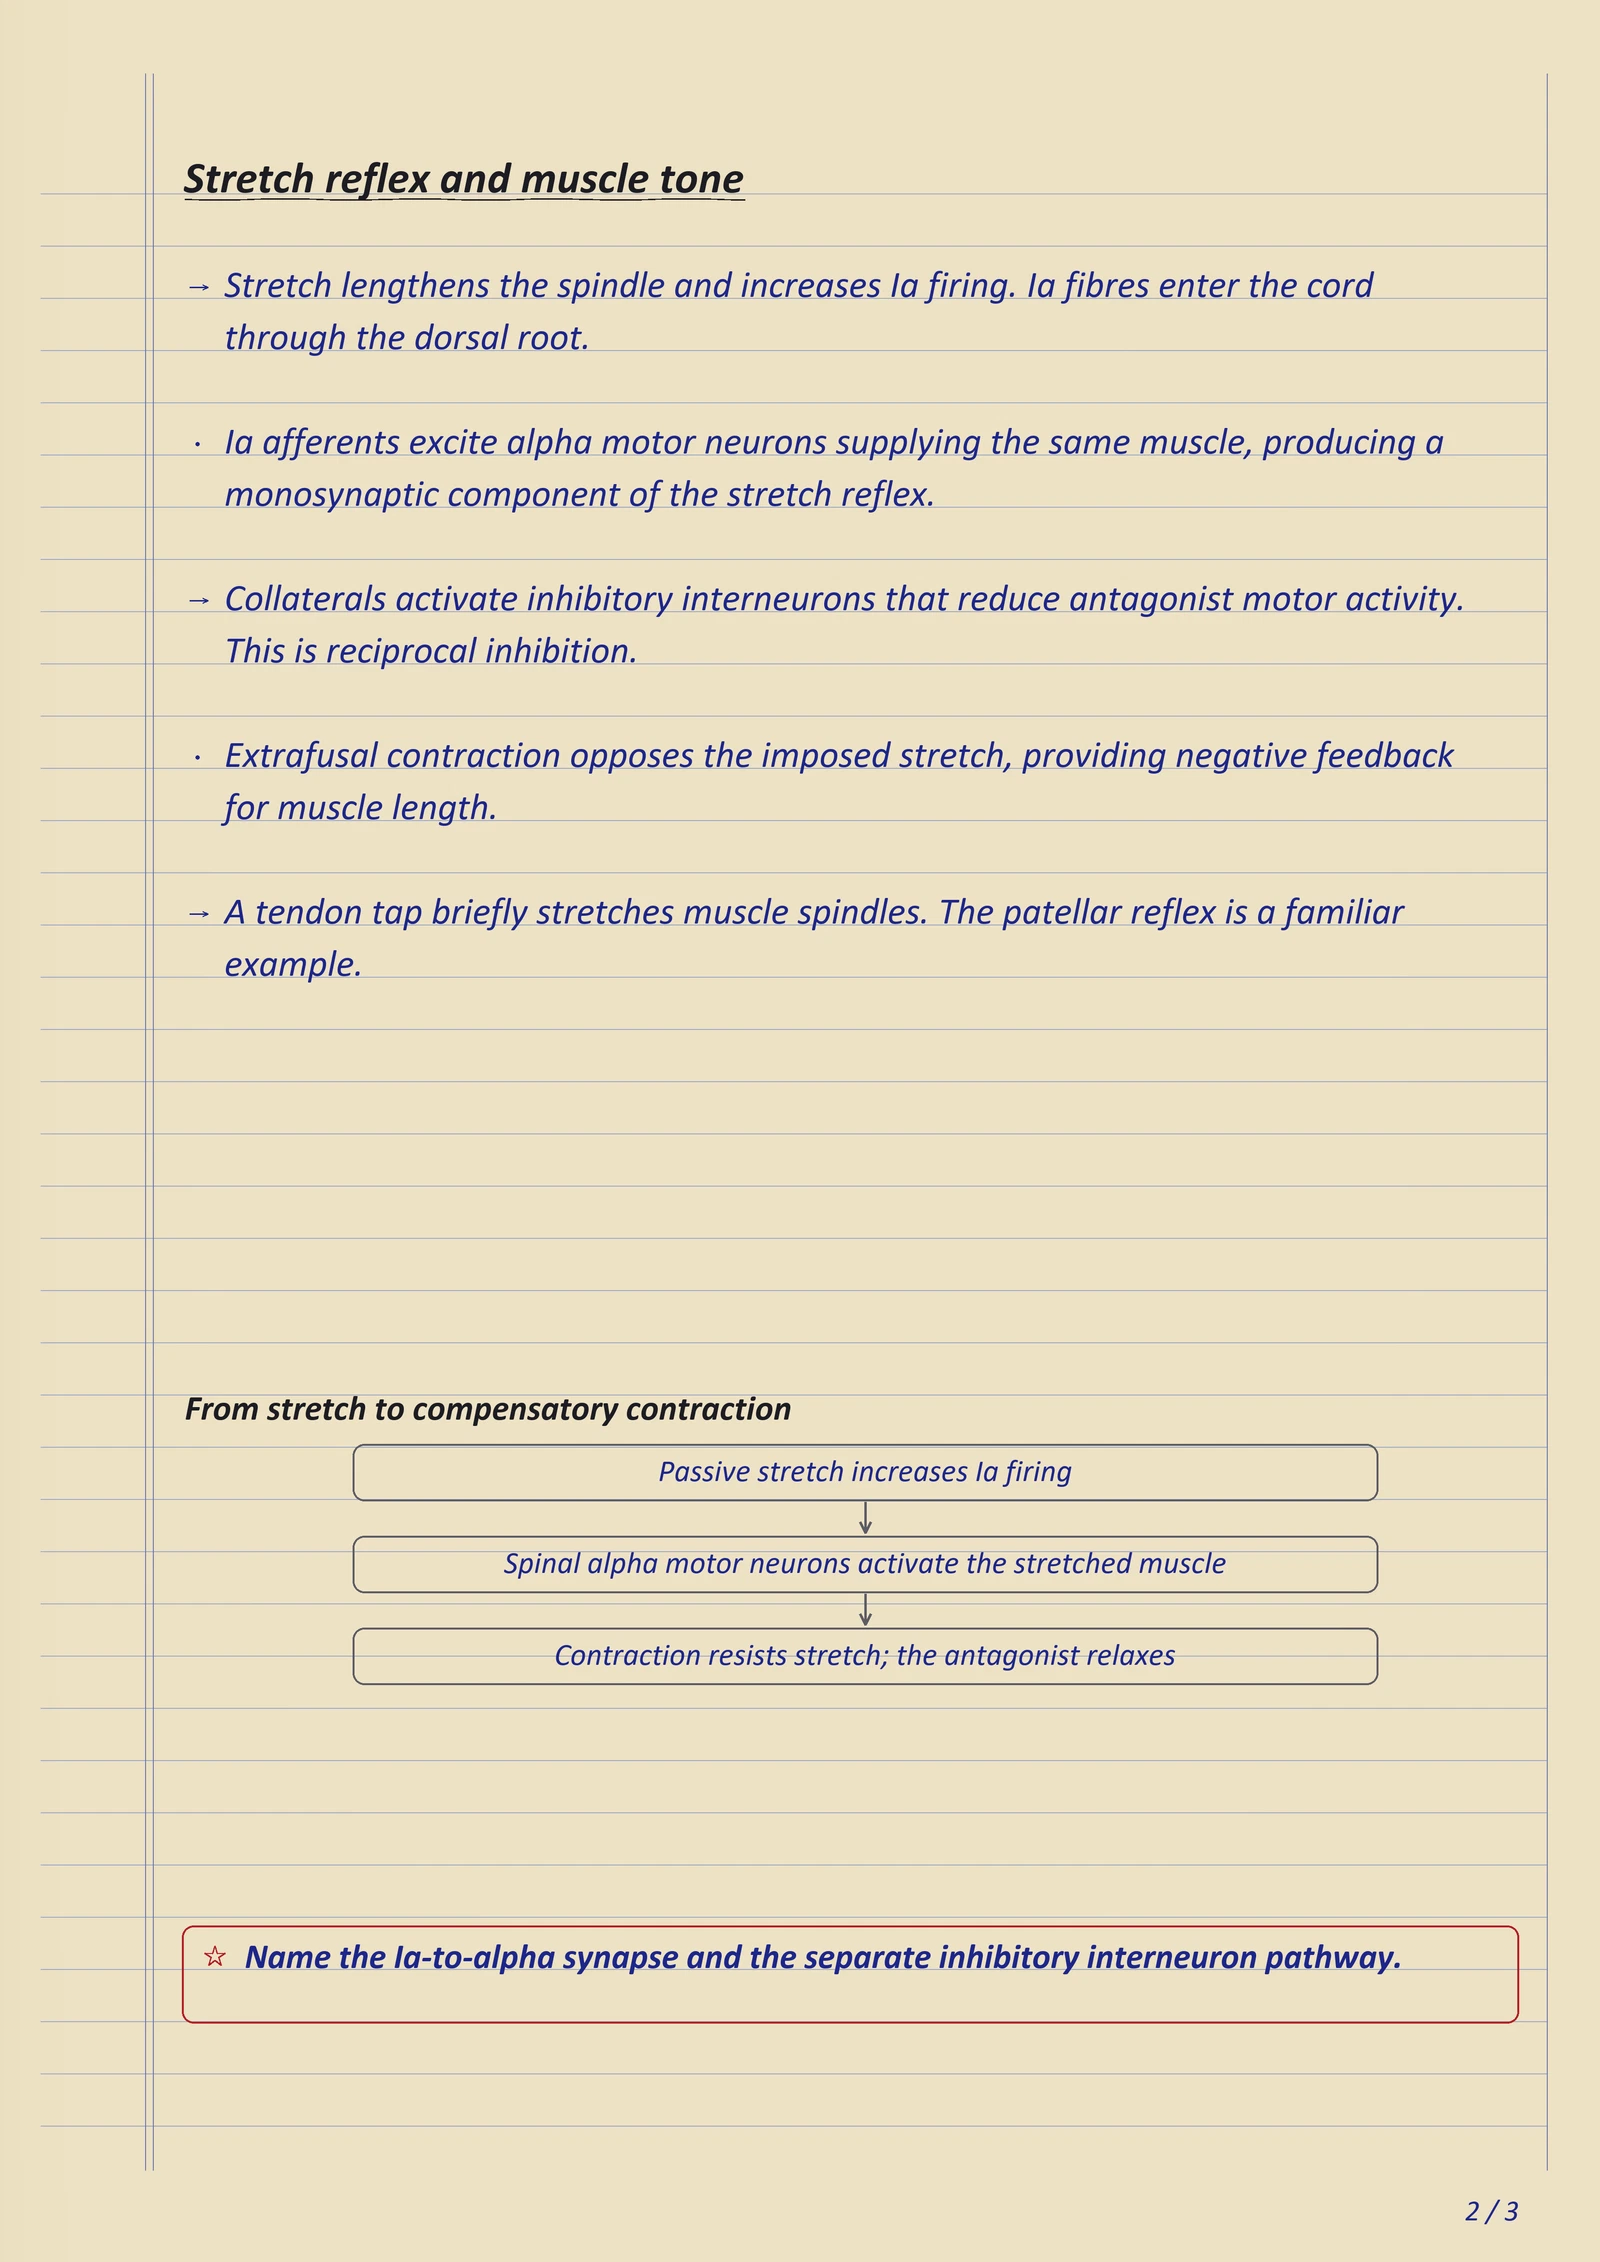 Stretch reflex and muscle tone
→ Stretch lengthens the spindle and increases Ia firing. Ia fibres enter the cord
through the dorsal root.
· Ia afferents excite alpha motor neurons supplying the same muscle, producing a
monosynaptic component of the stretch reflex.
→ Collaterals activate inhibitory interneurons that reduce antagonist motor activity.
This is reciprocal inhibition.
· Extrafusal contraction opposes the imposed stretch, providing negative feedback
for muscle length.
→ A tendon tap briefly stretches muscle spindles. The patellar reflex is a familiar
example.
From stretch to compensatory contraction
Passive stretch increases Ia firing
Spinal alpha motor neurons activate the stretched muscle
Contraction resists stretch; the antagonist relaxes
☆ Name the Ia-to-alpha synapse and the separate inhibitory interneuron pathway.
2 / 3